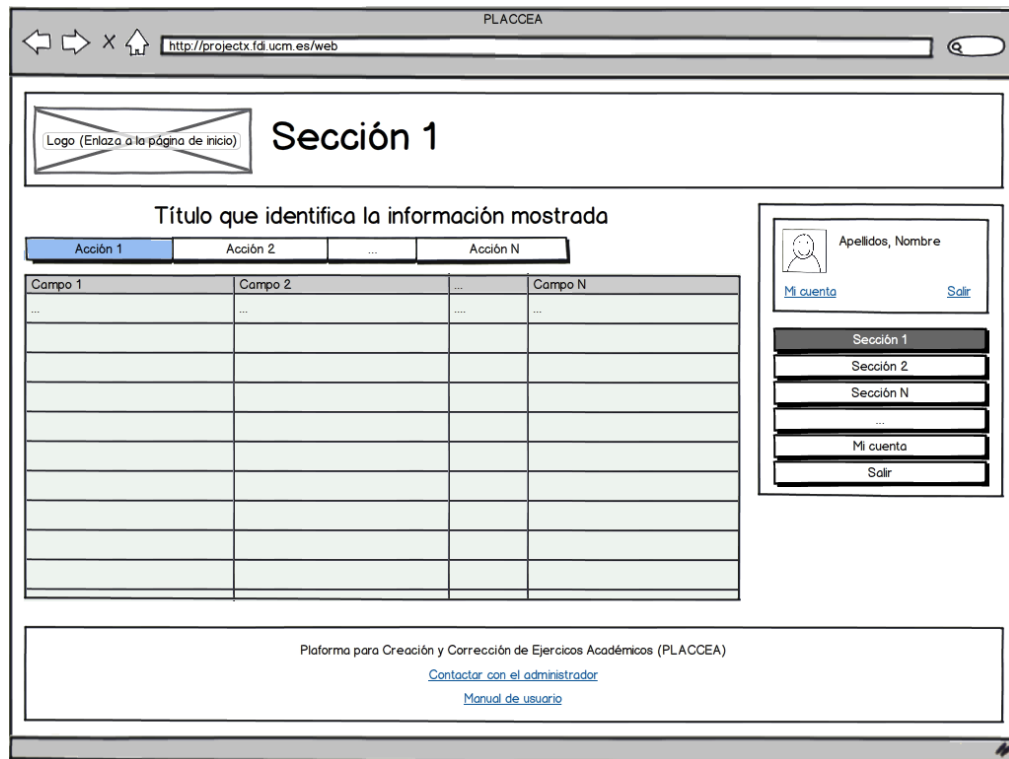 PLACCEA
http://projectx.fdi.ucm.es/web
Logo (Enlaza a la página de inicio)
Sección 1
Título que identifica la información mostrada
Acción 1 Acción 2 ... Acción N
Campo 1 Campo 2 ... Campo N
... ... .... ...
Apellidos, Nombre
Mi cuenta Salir
Sección 1
Sección 2
Sección N
...
Mi cuenta
Salir
Plaforma para Creación y Corrección de Ejercicos Académicos (PLACCEA)
Contactar con el administrador
Manual de usuario